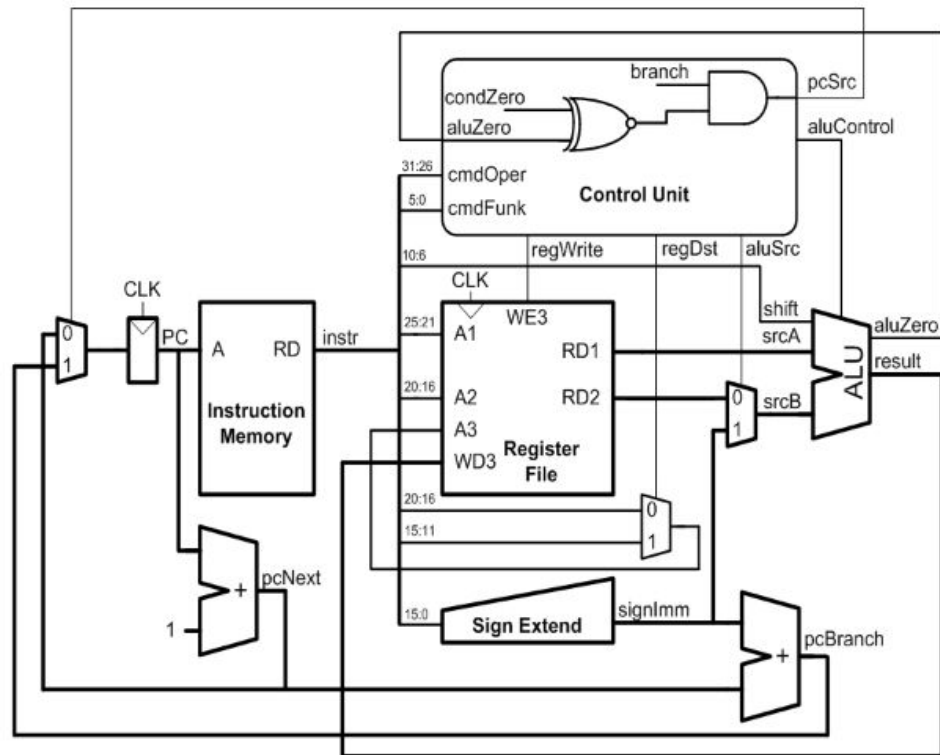 branch
pcSrc
condZero
aluZero
aluControl
31:26
cmdOper
Control Unit
5:0
cmdFunk
regWrite
regDst
aluSrc
10:6
CLK
CLK
shift
0
PC
instr
25:21
A1
WE3
srcA
aluZero
1
A
RD
RD1
result
ALU
Instruction
Memory
20:16
A2
RD2
0
srcB
A3
Register
File
1
WD3
20:16
0
15:11
1
pcNext
+
1
15:0
Sign Extend
signImm
+
pcBranch